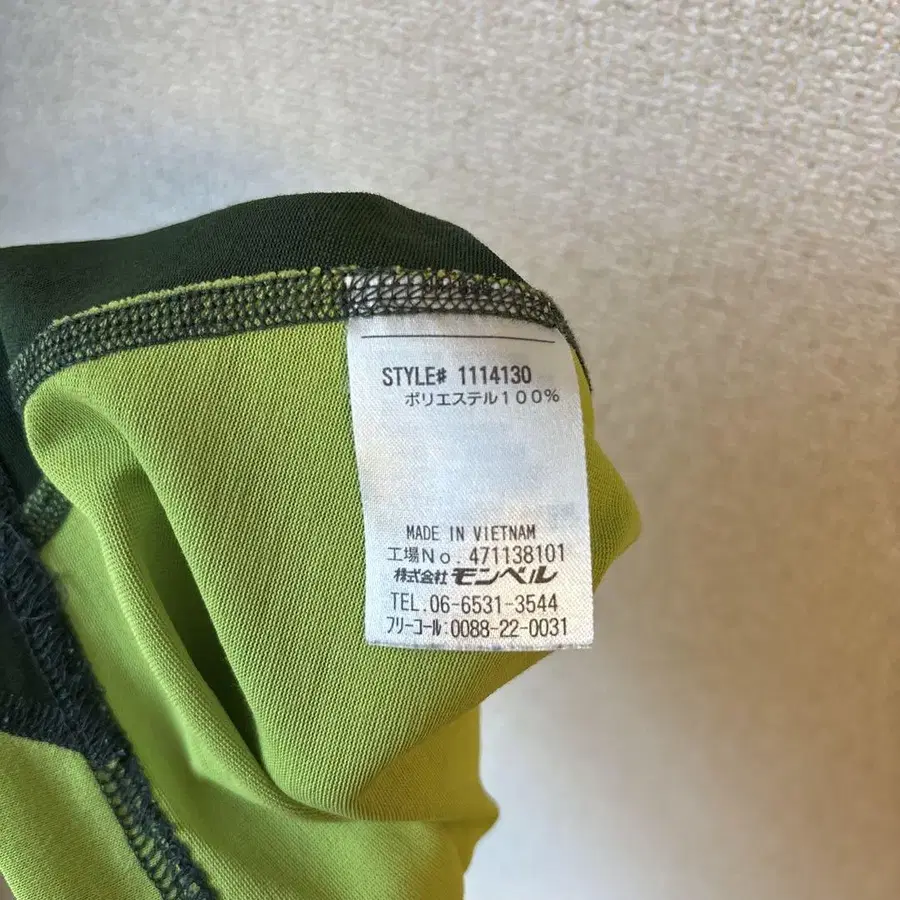 STYLE# 1114130
ポリエステル100%
MADE IN VIETNAM
工場No. 471138101
株式会社モンベル
TEL.06-6531-3544
フリーコール:0088-22-0031